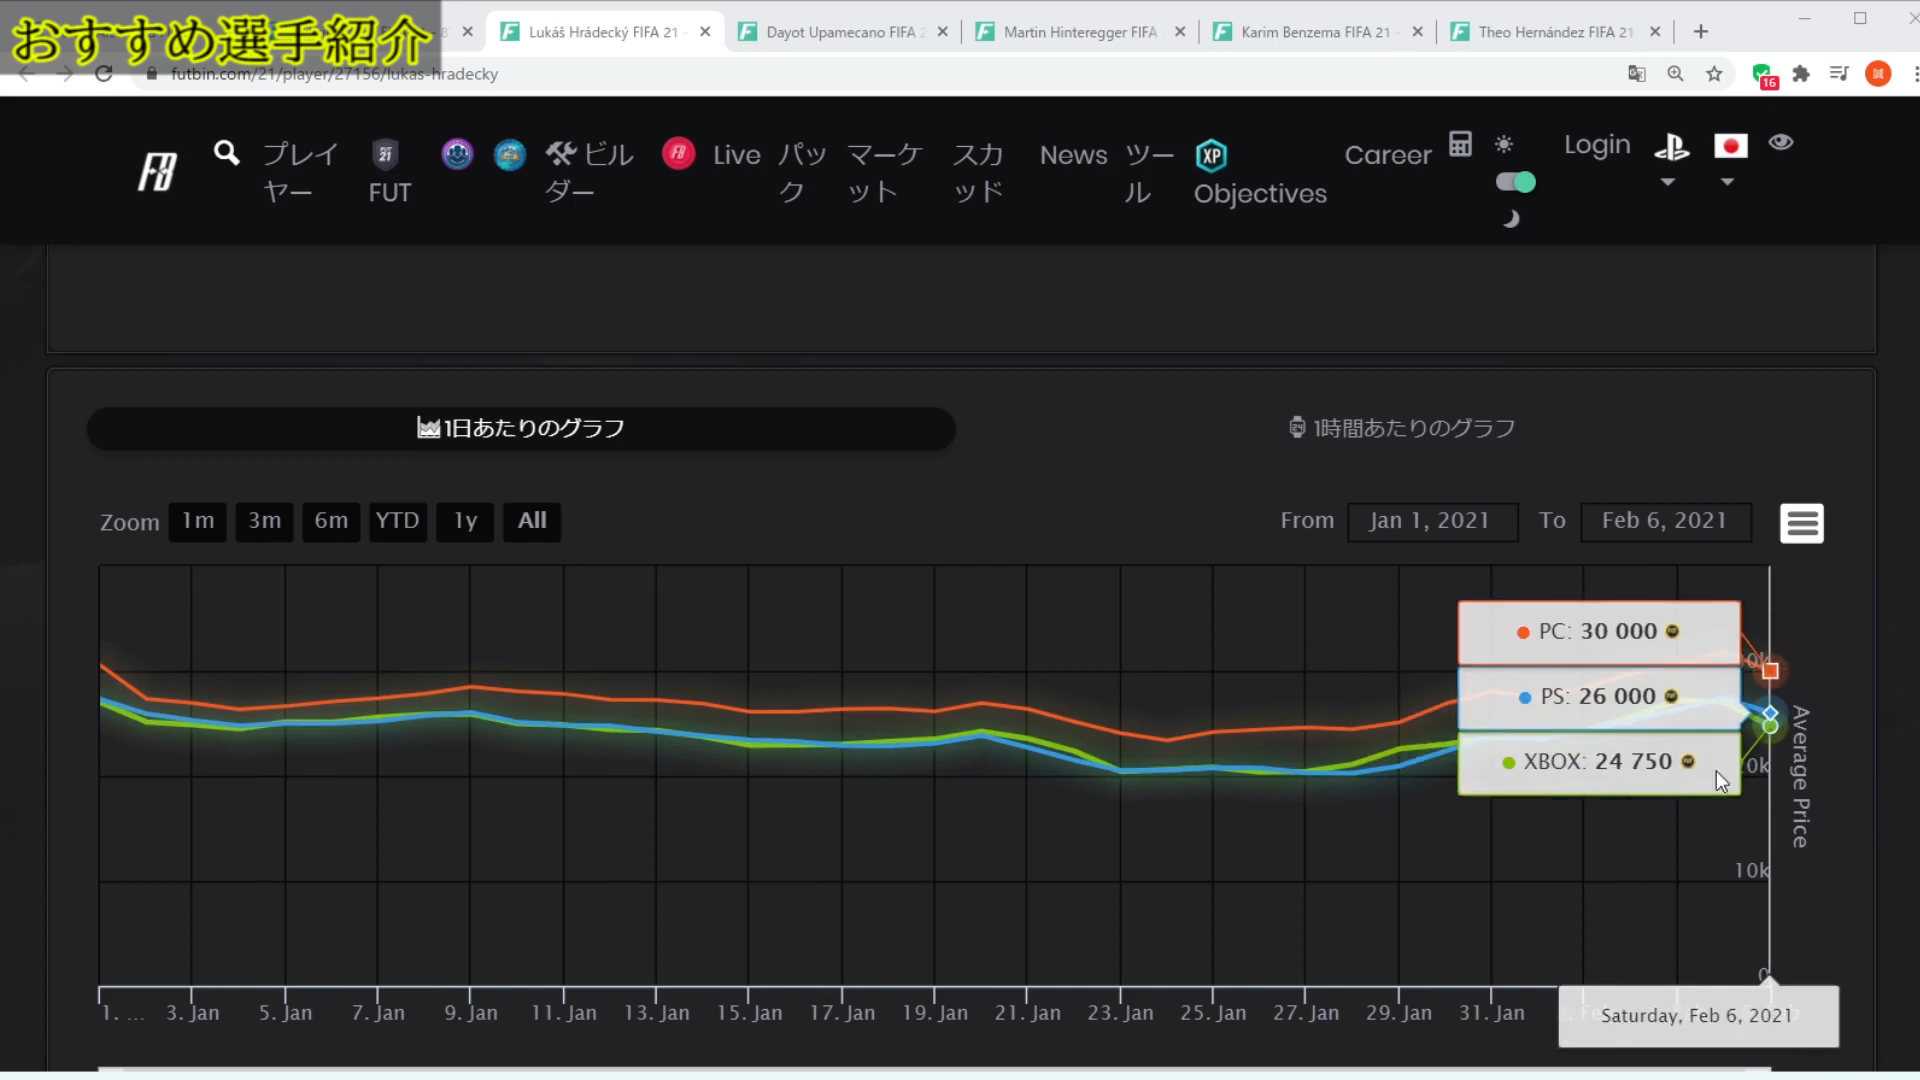 おすすめ選手紹介
Lukáš Hrádecký FIFA 21 -
Dayot Upamecano FIFA 2
Martin Hinteregger FIFA
Karim Benzema FIFA 21 -
Theo Hernández FIFA 21
futbin.com/21/player/27156/lukas-hradecky
16
プレイヤー
FUT
ビルダー
Live
パック
マーケット
スカッド
News
ツール
XP
Objectives
Career
Login
1日あたりのグラフ
1時間あたりのグラフ
Zoom 1m 3m 6m YTD 1y All
From Jan 1, 2021 To Feb 6, 2021
PC: 30 000
PS: 26 000
XBOX: 24 750
10k
0
Average Price
1. ... 3. Jan 5. Jan 7. Jan 9. Jan 11. Jan 13. Jan 15. Jan 17. Jan 19. Jan 21. Jan 23. Jan 25. Jan 27. Jan 29. Jan 31. Jan
Saturday, Feb 6, 2021